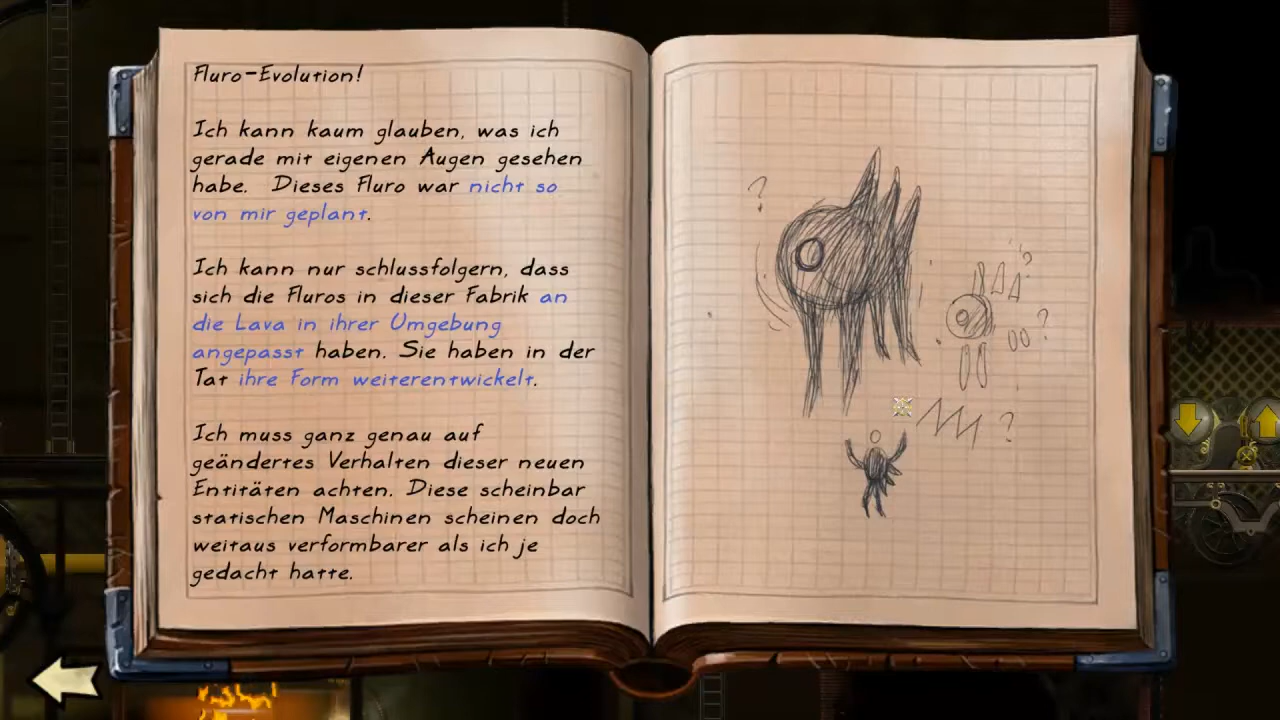 Fluro-Evolution!
Ich kann kaum glauben, was ich
gerade mit eigenen Augen gesehen
habe. Dieses Fluro war nicht so
von mir geplant.
Ich kann nur schlussfolgern, dass
sich die Fluros in dieser Fabrik an
die Lava in ihrer Umgebung
angepasst haben. Sie haben in der
Tat ihre Form weiterentwickelt.
Ich muss ganz genau auf
geändertes Verhalten dieser neuen
Entitäten achten. Diese scheinbar
statischen Maschinen scheinen doch
weitaus verformbarer als ich je
gedacht hatte.
?
?
?
?